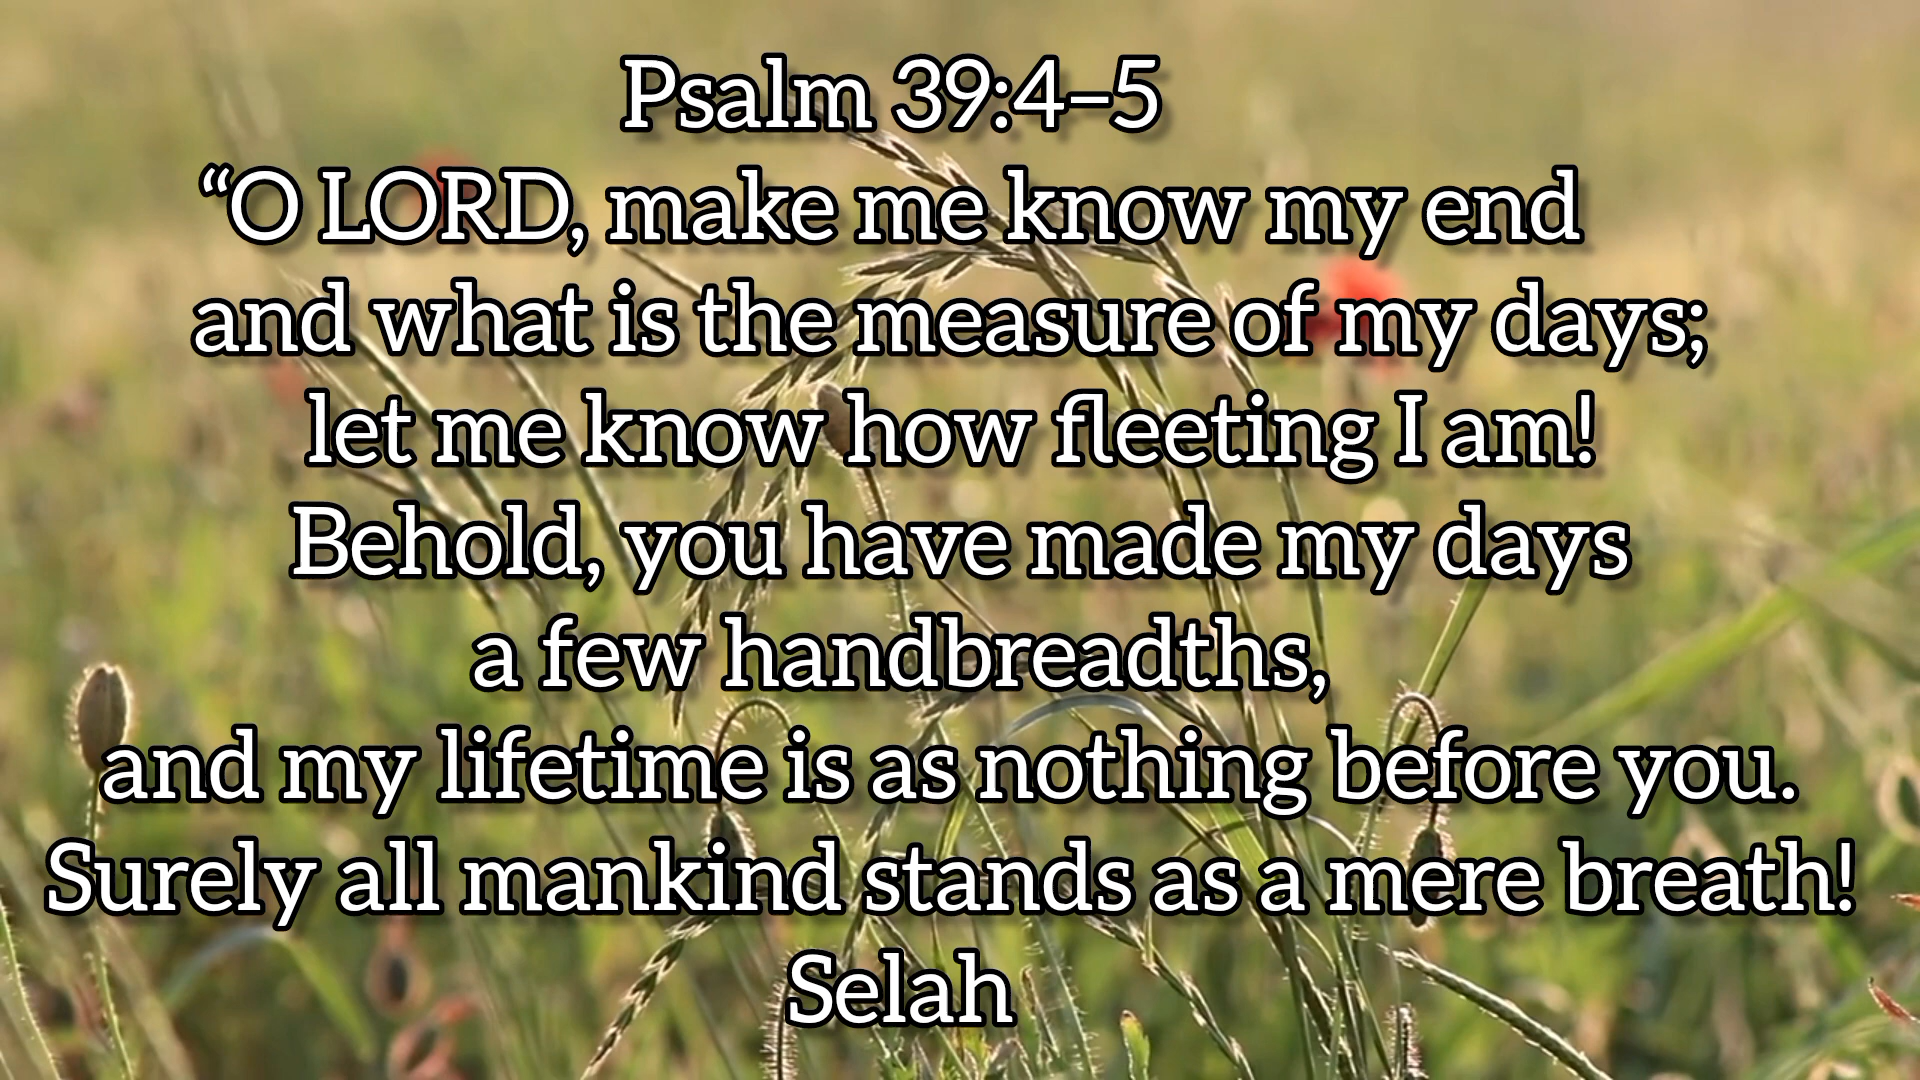 Psalm 39:4–5
“O LORD, make me know my end
and what is the measure of my days;
let me know how fleeting I am!
Behold, you have made my days
a few handbreadths,
and my lifetime is as nothing before you.
Surely all mankind stands as a mere breath!
Selah